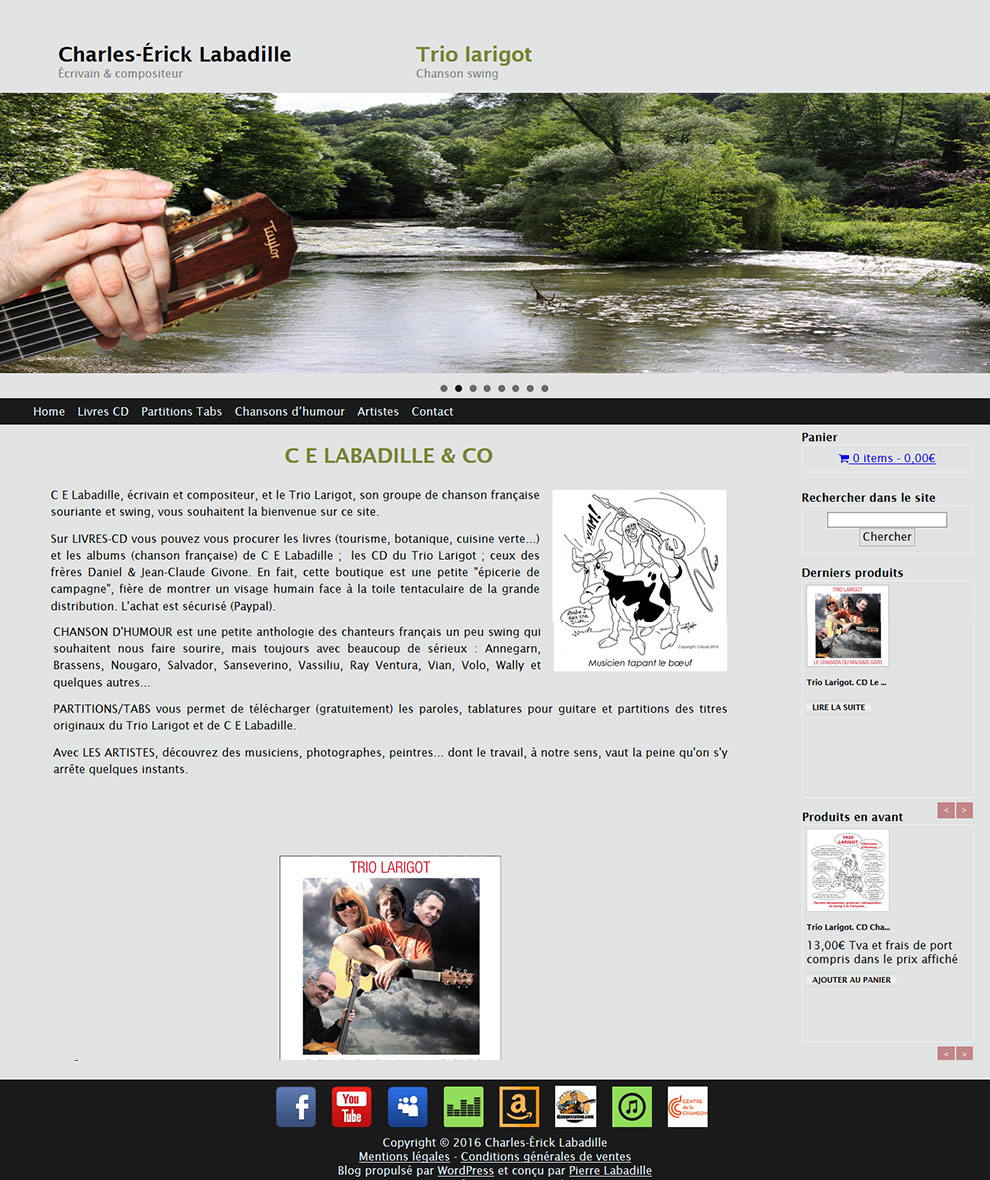 Charles-Érick Labadille
Écrivain & compositeur
Trio larigot
Chanson swing
Taylor
Home Livres CD Partitions Tabs Chansons d’humour Artistes Contact
C E LABADILLE & CO
C E Labadille, écrivain et compositeur, et le Trio Larigot, son groupe de chanson française
souriante et swing, vous souhaitent la bienvenue sur ce site.
Sur LIVRES-CD vous pouvez vous procurer les livres (tourisme, botanique, cuisine verte...)
et les albums (chanson française) de C E Labadille ; les CD du Trio Larigot ; ceux des
frères Daniel & Jean-Claude Givone. En fait, cette boutique est une petite "épicerie de
campagne", fière de montrer un visage humain face à la toile tentaculaire de la grande
distribution. L'achat est sécurisé (Paypal).
CHANSON D'HUMOUR est une petite anthologie des chanteurs français un peu swing qui
souhaitent nous faire sourire, mais toujours avec beaucoup de sérieux : Annegarn,
Brassens, Nougaro, Salvador, Sanseverino, Vassiliu, Ray Ventura, Vian, Volo, Wally et
quelques autres...
PARTITIONS/TABS vous permet de télécharger (gratuitement) les paroles, tablatures pour guitare et partitions des titres
originaux du Trio Larigot et de C E Labadille.
Avec LES ARTISTES, découvrez des musiciens, photographes, peintres... dont le travail, à notre sens, vaut la peine qu'on s'y
arrête quelques instants.
Musicien tapant le bœuf
TRIO LARIGOT
Panier
0 items - 0,00€
Rechercher dans le site
Chercher
Derniers produits
TRIO LARIGOT
LE CHABADA DU MAUVAIS GARS
Trio Larigot. CD Le ...
LIRE LA SUITE
< >
Produits en avant
TRIO
LARIGOT
Trio Larigot. CD Cha...
13,00€ Tva et frais de port
compris dans le prix affiché
AJOUTER AU PANIER
< >
f
You
Tube
a
djangostation.com
CENTRE
de la
CHANSON
Copyright © 2016 Charles-Érick Labadille
Mentions légales - Conditions générales de ventes
Blog propulsé par WordPress et conçu par Pierre Labadille